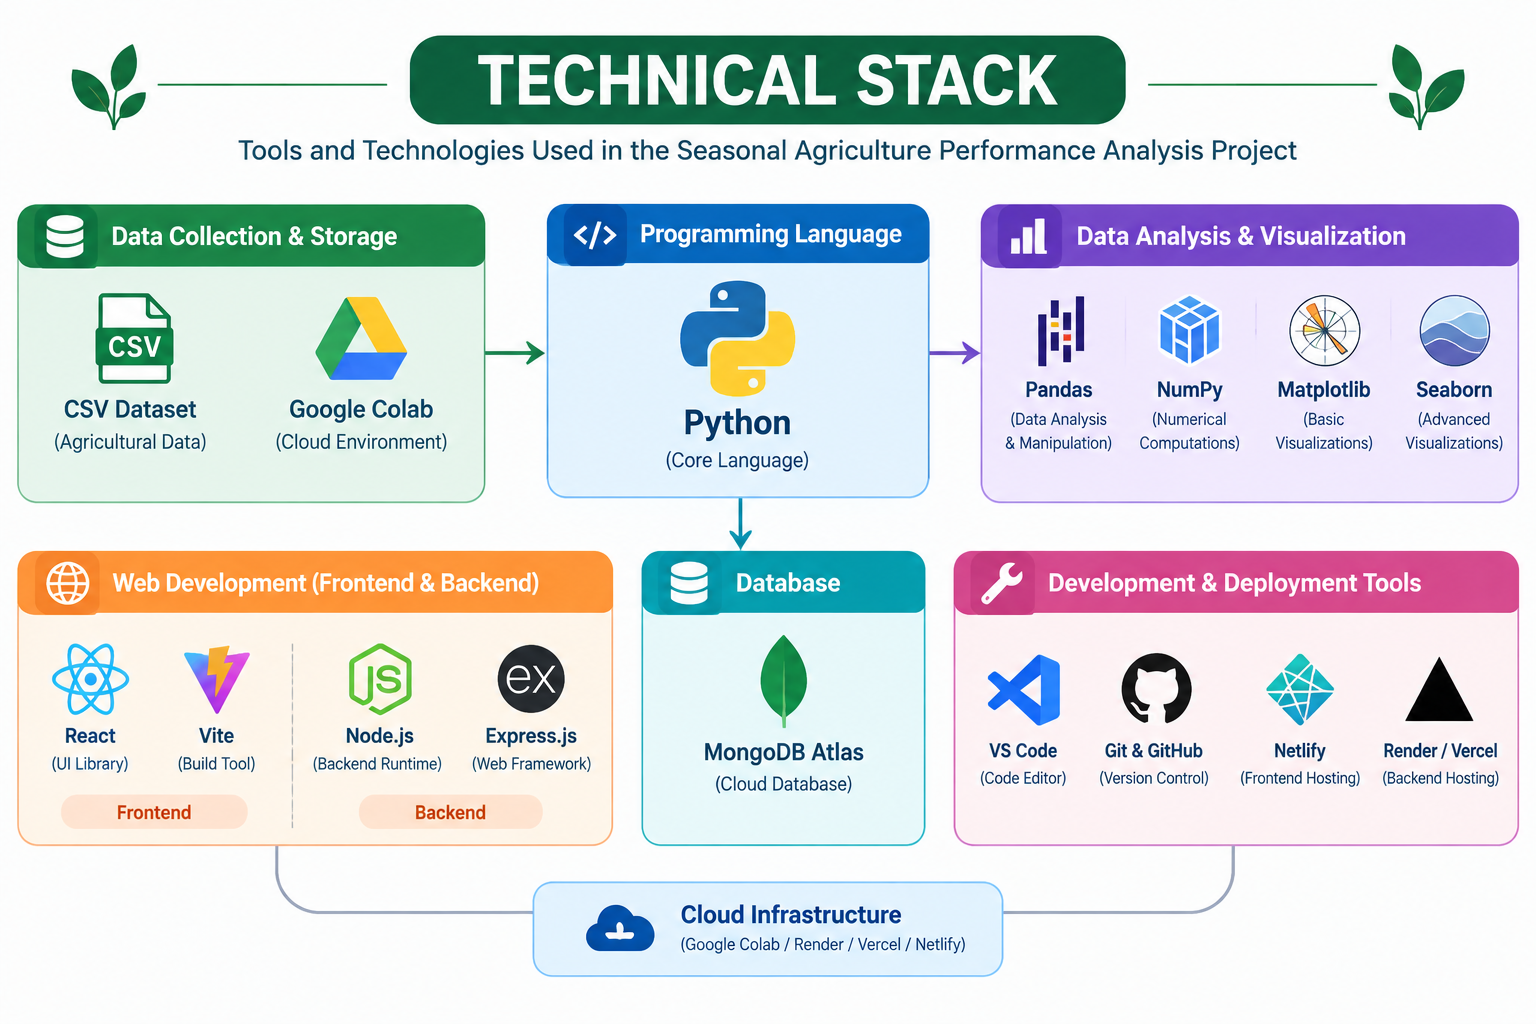 TECHNICAL STACK
Tools and Technologies Used in the Seasonal Agriculture Performance Analysis Project
Data Collection & Storage
CSV
CSV Dataset
(Agricultural Data)
Google Colab
(Cloud Environment)
</> Programming Language
Python
(Core Language)
Data Analysis & Visualization
Pandas
(Data Analysis
& Manipulation)
NumPy
(Numerical
Computations)
Matplotlib
(Basic
Visualizations)
Seaborn
(Advanced
Visualizations)
Web Development (Frontend & Backend)
React
(UI Library)
Vite
(Build Tool)
Frontend
JS
Node.js
(Backend Runtime)
ex
Express.js
(Web Framework)
Backend
Database
MongoDB Atlas
(Cloud Database)
Development & Deployment Tools
VS Code
(Code Editor)
Git & GitHub
(Version Control)
Netlify
(Frontend Hosting)
Render / Vercel
(Backend Hosting)
Cloud Infrastructure
(Google Colab / Render / Vercel / Netlify)